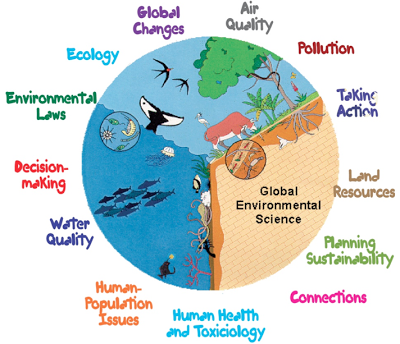 Global
Changes
Air
Quality
Pollution
Ecology
Taking
Action
Environmental
Laws
Decision-
making
Land
Resources
Global
Environmental
Science
Water
Quality
Planning
Sustainability
Human-
Population
Issues
Connections
Human Health
and Toxiciology